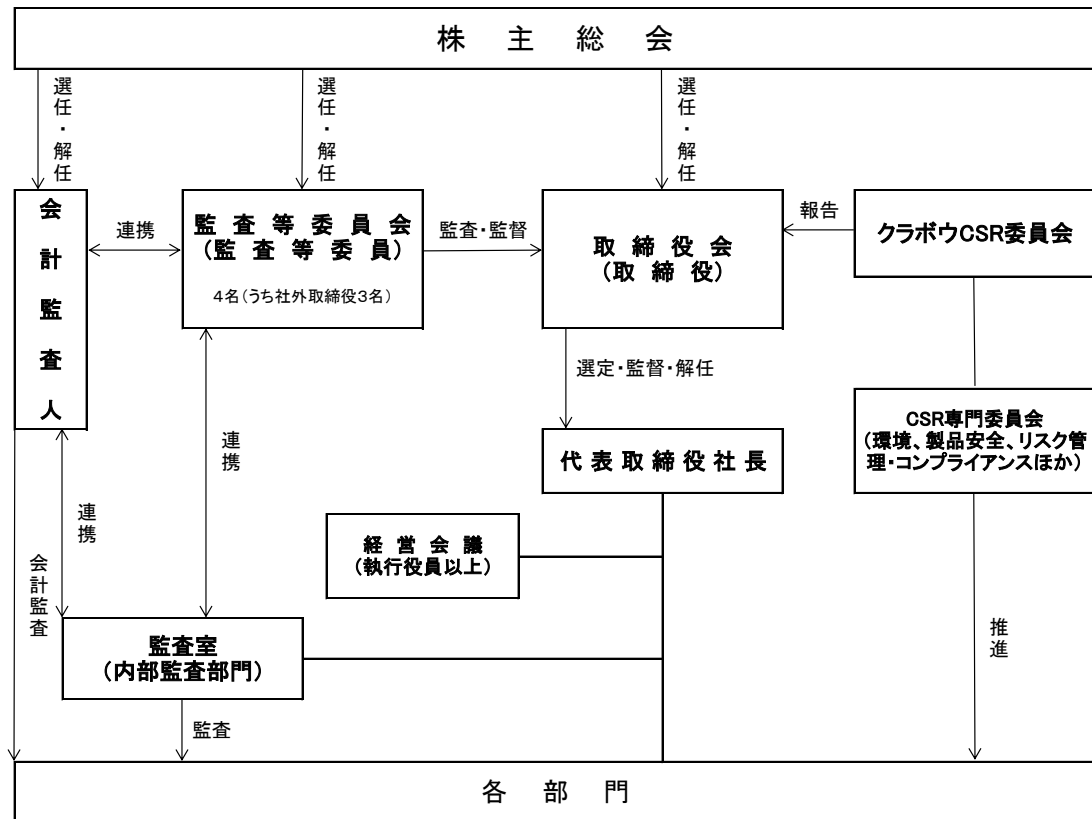 株主総会
選任・解任
選任・解任
選任・解任
会計監査人
連携
監査等委員会
(監査等委員)
4名(うち社外取締役3名)
監査・監督
取締役会
(取締役)
報告
クラボウCSR委員会
選定・監督・解任
連携
代表取締役社長
CSR専門委員会
(環境、製品安全、リスク管
理・コンプライアンスほか)
連携
経営会議
(執行役員以上)
会計監査
監査室
(内部監査部門)
推進
監査
各部門